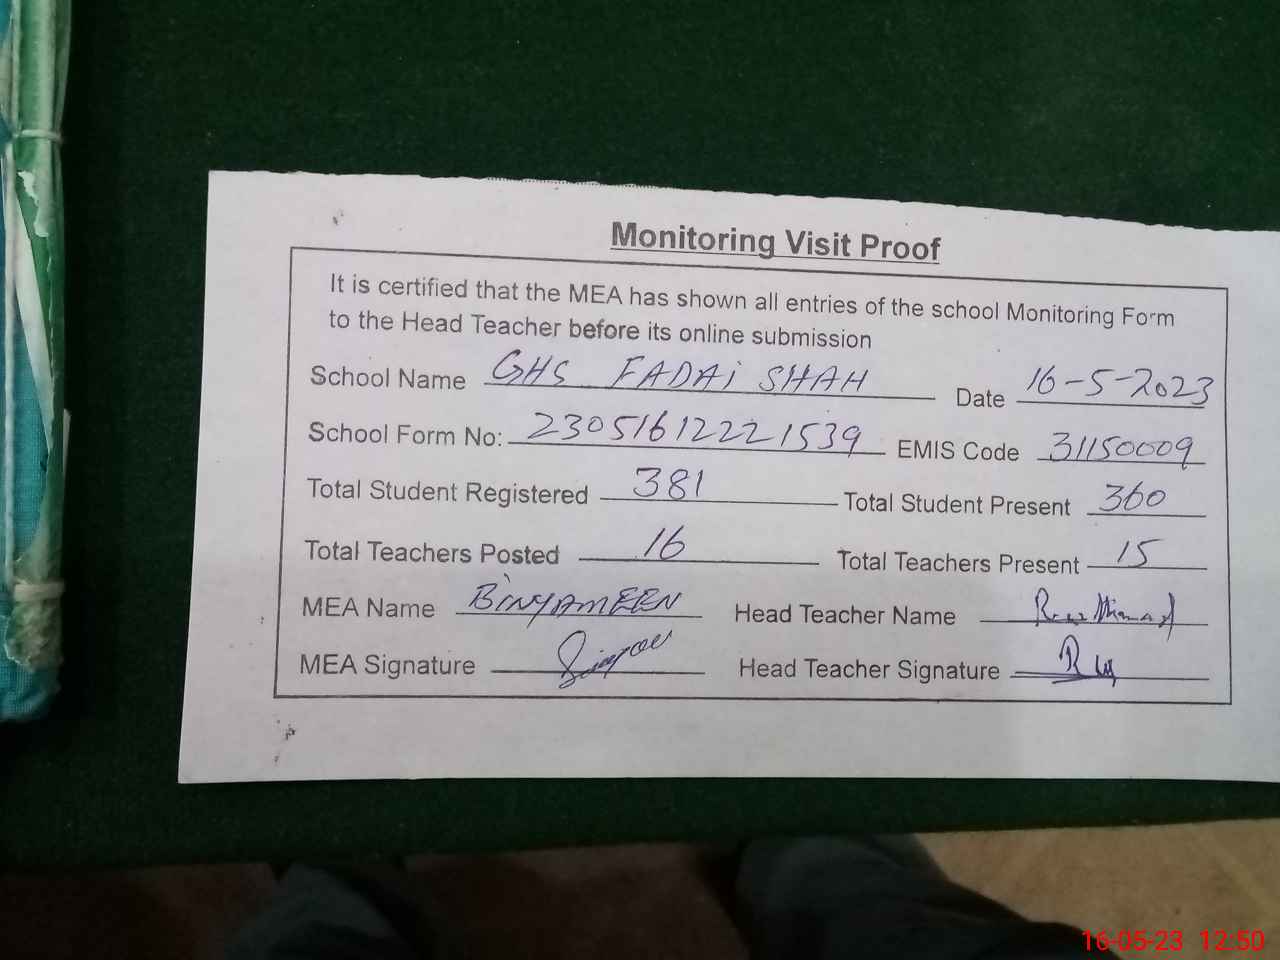 Monitoring Visit Proof
It is certified that the MEA has shown all entries of the school Monitoring Form
to the Head Teacher before its online submission
School Name GHS FADAi SHAH Date 16-5-2023
School Form No: 230516122221539 EMIS Code 31150009
Total Student Registered 381 Total Student Present 360
Total Teachers Posted 16 Total Teachers Present 15
MEA Name BiNYAMEEN Head Teacher Name
MEA Signature Head Teacher Signature
16-05-23 12:50